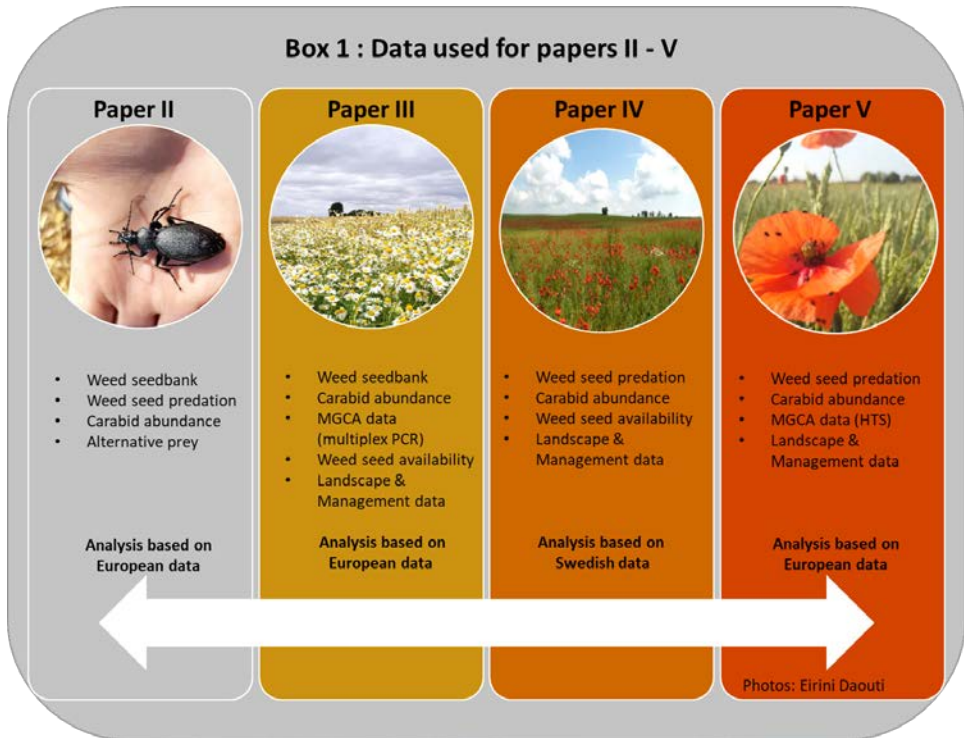 Box 1 : Data used for papers II - V
Paper II
• Weed seedbank
• Weed seed predation
• Carabid abundance
• Alternative prey
Analysis based on
European data
Paper III
• Weed seedbank
• Carabid abundance
• MGCA data
(multiplex PCR)
• Weed seed availability
• Landscape &
Management data
Analysis based on
European data
Paper IV
• Weed seed predation
• Carabid abundance
• Weed seed availability
• Landscape &
Management data
Analysis based on
Swedish data
Paper V
• Weed seed predation
• Carabid abundance
• MGCA data (HTS)
• Landscape &
Management data
Analysis based on
European data
Photos: Eirini Daouti